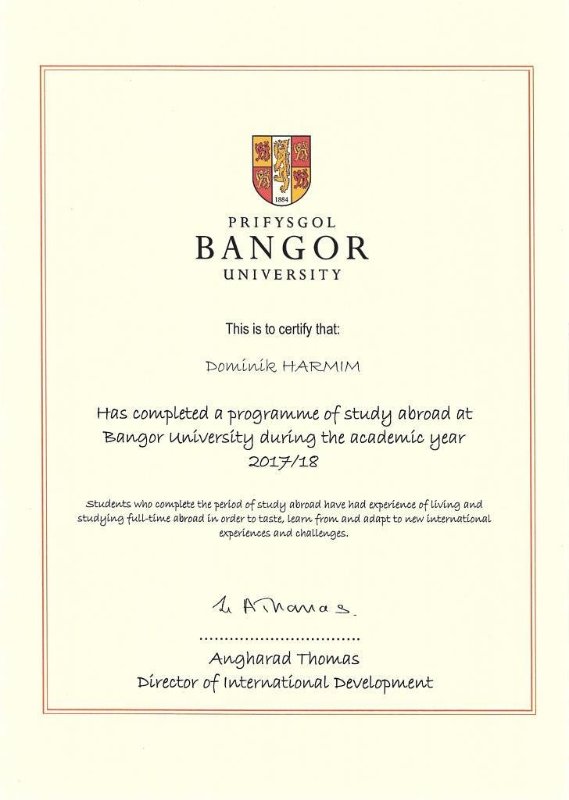 1884
PRIFYSGOL
BANGOR
UNIVERSITY
This is to certify that:
Dominik HARMIM
Has completed a programme of study abroad at
Bangor University during the academic year
2017/18
Students who complete the period of study abroad have had experience of living and
studying full-time abroad in order to taste, learn from and adapt to new international
experiences and challenges.
A Thomas
Angharad Thomas
Director of International Development